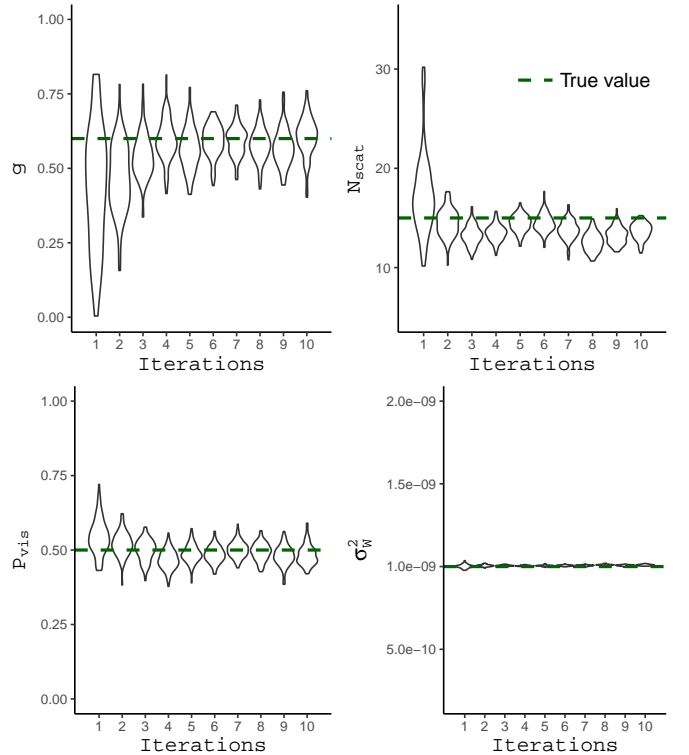 1.00
0.75
0.50
0.25
0.00
g
1 2 3 4 5 6 7 8 9 10
Iterations
30
20
10
N_scat
True value
1 2 3 4 5 6 7 8 9 10
Iterations
1.00
0.75
0.50
0.25
0.00
P_vis
1 2 3 4 5 6 7 8 9 10
Iterations
2.0e−09
1.5e−09
1.0e−09
5.0e−10
σ²_W
1 2 3 4 5 6 7 8 9 10
Iterations